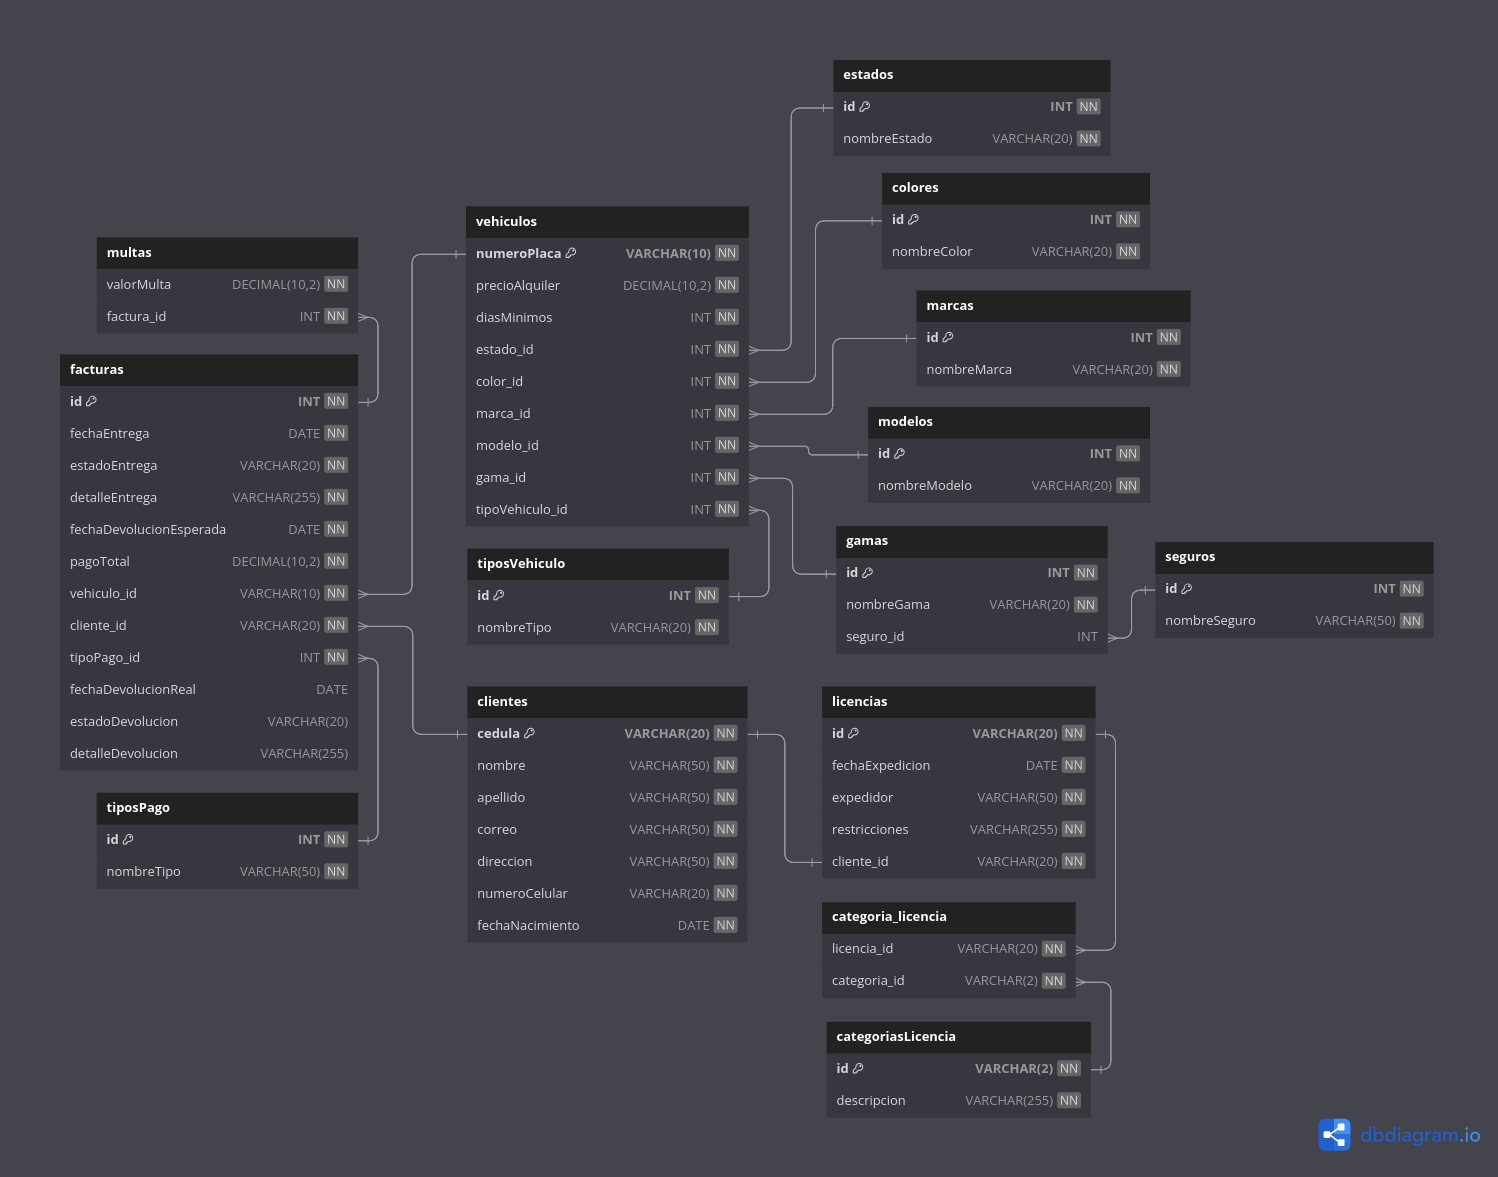 estados
id INT NN
nombreEstado VARCHAR(20) NN
colores
id INT NN
nombreColor VARCHAR(20) NN
marcas
id INT NN
nombreMarca VARCHAR(20) NN
modelos
id INT NN
nombreModelo VARCHAR(20) NN
gamas
id INT NN
nombreGama VARCHAR(20) NN
seguro_id INT
seguros
id INT NN
nombreSeguro VARCHAR(50) NN
vehiculos
numeroPlaca VARCHAR(10) NN
precioAlquiler DECIMAL(10,2) NN
diasMinimos INT NN
estado_id INT NN
color_id INT NN
marca_id INT NN
modelo_id INT NN
gama_id INT NN
tipoVehiculo_id INT NN
tiposVehiculo
id INT NN
nombreTipo VARCHAR(20) NN
multas
valorMulta DECIMAL(10,2) NN
factura_id INT NN
facturas
id INT NN
fechaEntrega DATE NN
estadoEntrega VARCHAR(20) NN
detalleEntrega VARCHAR(255) NN
fechaDevolucionEsperada DATE NN
pagoTotal DECIMAL(10,2) NN
vehiculo_id VARCHAR(10) NN
cliente_id VARCHAR(20) NN
tipoPago_id INT NN
fechaDevolucionReal DATE
estadoDevolucion VARCHAR(20)
detalleDevolucion VARCHAR(255)
tiposPago
id INT NN
nombreTipo VARCHAR(50) NN
clientes
cedula VARCHAR(20) NN
nombre VARCHAR(50) NN
apellido VARCHAR(50) NN
correo VARCHAR(50) NN
direccion VARCHAR(50) NN
numeroCelular VARCHAR(20) NN
fechaNacimiento DATE NN
licencias
id VARCHAR(20) NN
fechaExpedicion DATE NN
expedidor VARCHAR(50) NN
restricciones VARCHAR(255) NN
cliente_id VARCHAR(20) NN
categoria_licencia
licencia_id VARCHAR(20) NN
categoria_id VARCHAR(2) NN
categoriasLicencia
id VARCHAR(2) NN
descripcion VARCHAR(255) NN
dbdiagram.io